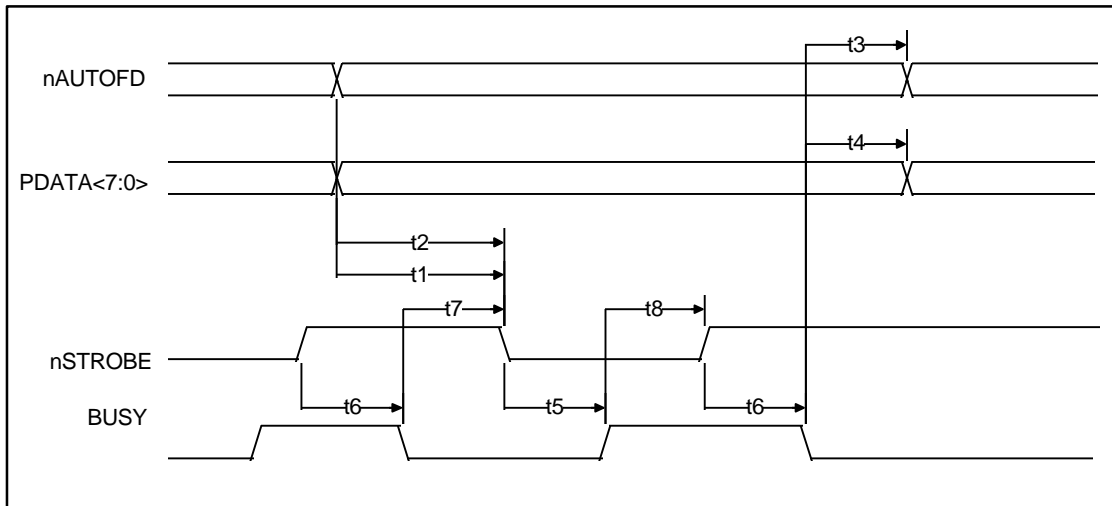 t3
nAUTOFD
t4
PDATA<7:0>
t2
t1
t7
t8
nSTROBE
t6
t5
t6
BUSY